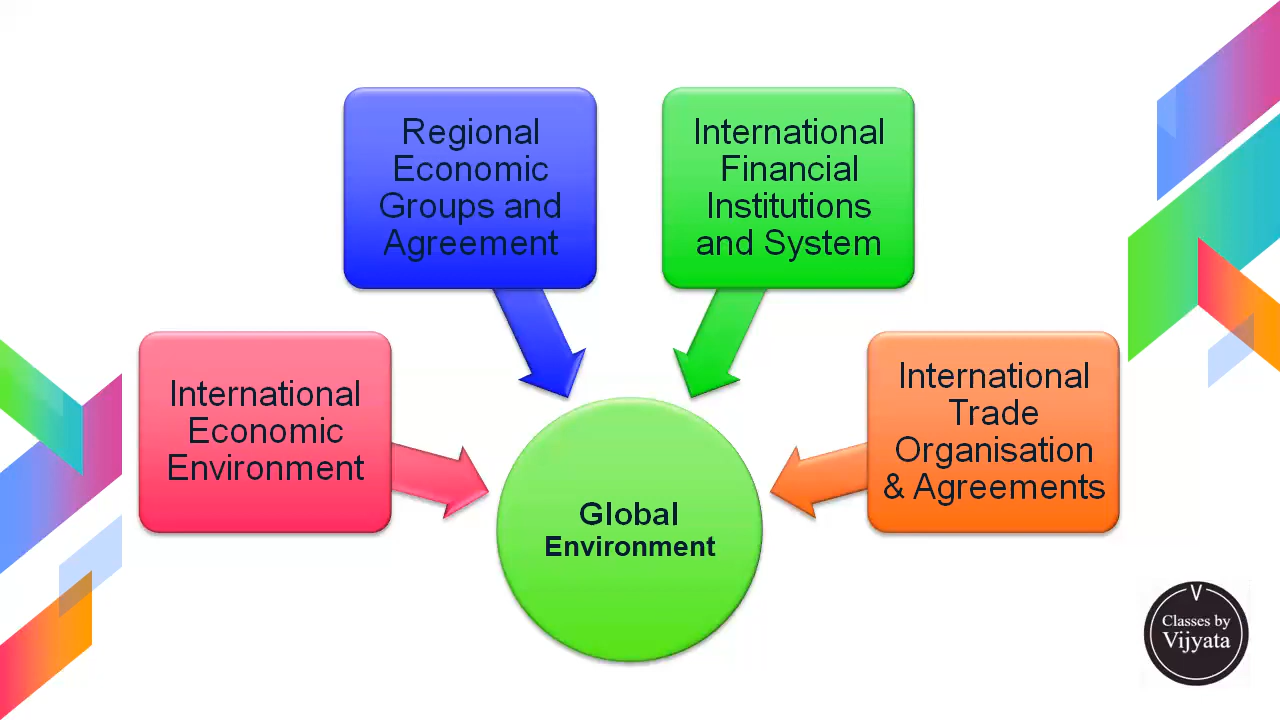 Regional
Economic
Groups and
Agreement
International
Financial
Institutions
and System
International
Economic
Environment
International
Trade
Organisation
& Agreements
Global
Environment
V
Classes by
Vijyata